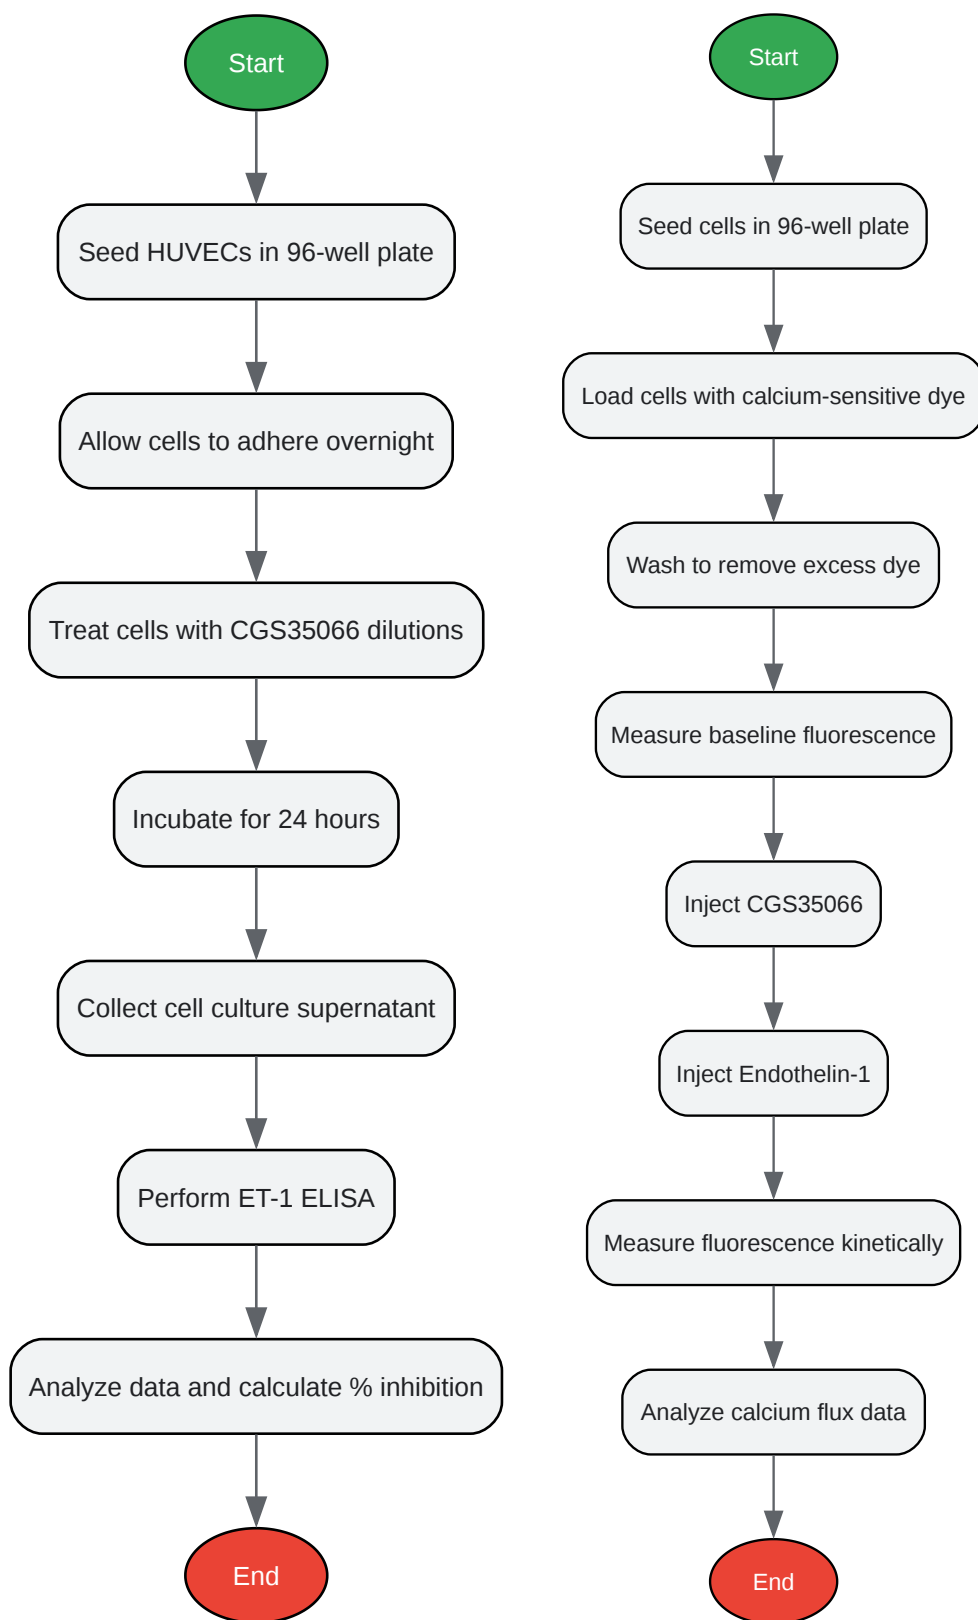 Start
Seed HUVECs in 96-well plate
Allow cells to adhere overnight
Treat cells with CGS35066 dilutions
Incubate for 24 hours
Collect cell culture supernatant
Perform ET-1 ELISA
Analyze data and calculate % inhibition
End
Start
Seed cells in 96-well plate
Load cells with calcium-sensitive dye
Wash to remove excess dye
Measure baseline fluorescence
Inject CGS35066
Inject Endothelin-1
Measure fluorescence kinetically
Analyze calcium flux data
End